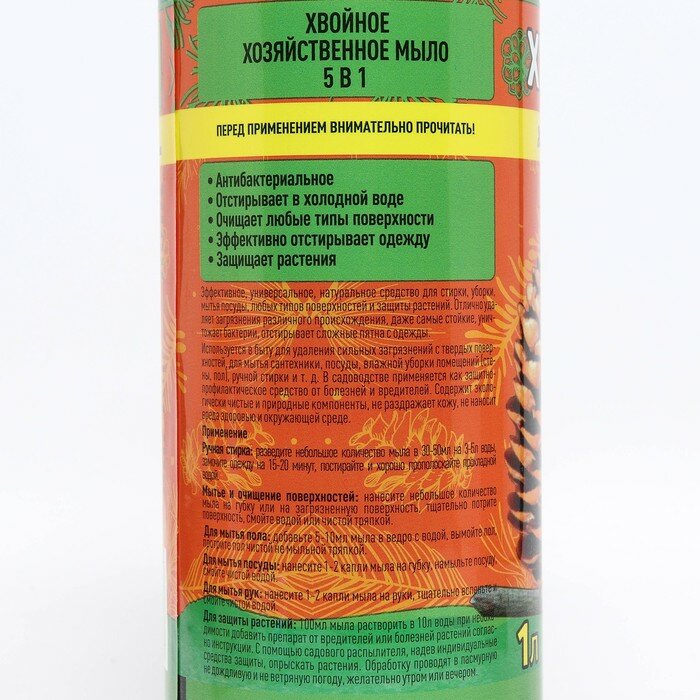 ХВОЙНОЕ
ХОЗЯЙСТВЕННОЕ МЫЛО
5 В 1
ПЕРЕД ПРИМЕНЕНИЕМ ВНИМАТЕЛЬНО ПРОЧИТАТЬ!
• Антибактериальное
• Отстирывает в холодной воде
• Очищает любые типы поверхности
• Эффективно отстирывает одежду
• Защищает растения
Эффективное, универсальное, натуральное средство для стирки, уборки,
мытья посуды, любых типов поверхностей и защиты растений. Отлично уда-
ляет загрязнения различного происхождения, даже самые стойкие, унич-
тожает бактерии, отстирывает сложные пятна с одежды.
Используется в быту для удаления сильных загрязнений с твердых повер-
хностей, для мытья сантехники, посуды, влажной уборки помещений (сте-
ны, пол), ручной стирки и т. д. В садоводстве применяется как защитно-
профилактическое средство от болезней и вредителей. Содержит эколо-
гически чистые и природные компоненты, не раздражает кожу, не наносит
вреда здоровью и окружающей среде.
Применение
Ручная стирка: разведите небольшое количество мыла в 30-50мл на 3-5л воды,
замочите одежду на 15-20 минут, постирайте и хорошо прополоскайте прохладной
водой.
Мытье и очищение поверхностей: нанесите небольшое количество
мыла на губку или на загрязненную поверхность, тщательно потрите
поверхность, смойте водой или чистой тряпкой.
Для мытья пола: добавьте 5-10мл мыла в ведро с водой, вымойте пол,
протрите пол чистой не мыльной тряпкой.
Для мытья посуды: нанесите 1-2 капли мыла на губку, намыльте посуду,
смойте чистой водой.
Для мытья рук: нанесите 1-2 капли мыла на руки, тщательно вспеньте и
смойте чистой водой.
Для защиты растений: 100мл мыла растворить в 10л воды при необхо-
димости добавить препарат от вредителей или болезней растений соглас-
но инструкции. С помощью садового распылителя, надев индивидуальные
средства защиты, опрыскать растения. Обработку проводят в пасмурную
не дождливую и не ветряную погоду, желательно утром или вечером.
Х
1л